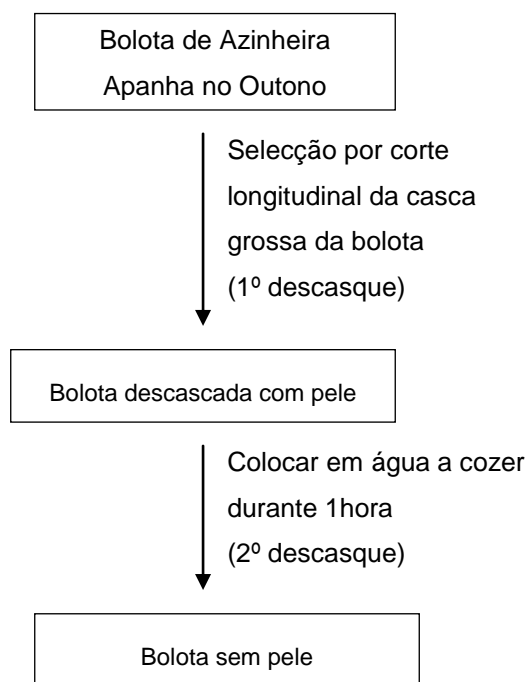 Bolota de Azinheira
Apanha no Outono
Selecção por corte
longitudinal da casca
grossa da bolota
(1º descasque)
Bolota descascada com pele
Colocar em água a cozer
durante 1hora
(2º descasque)
Bolota sem pele